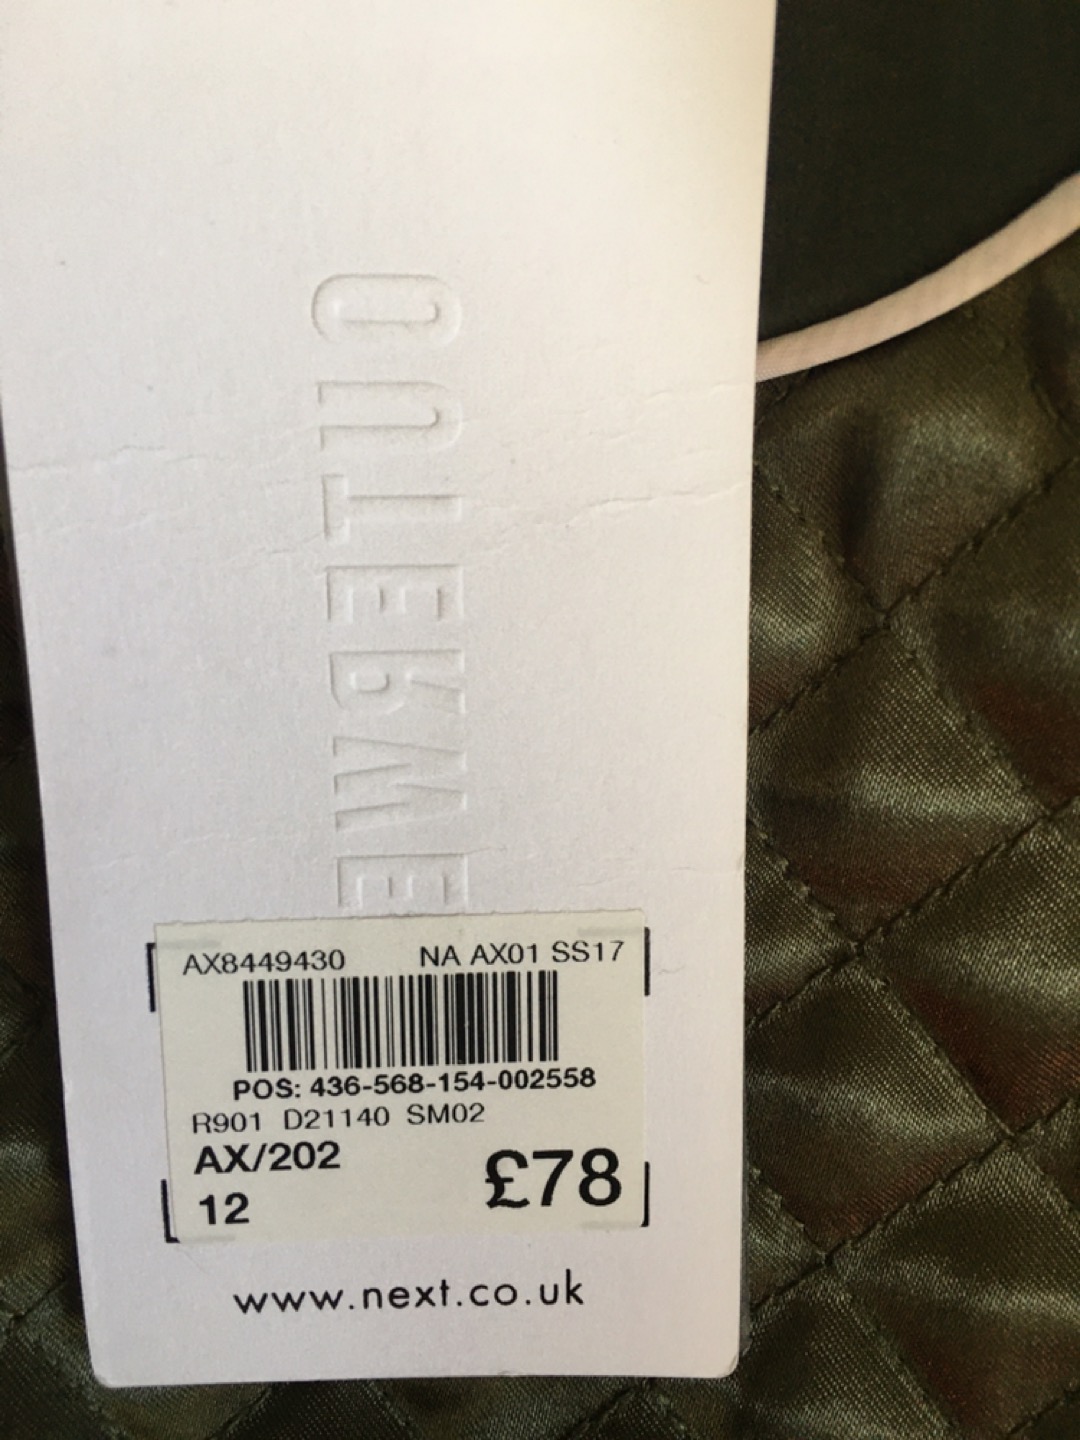 OUTERWE
AX8449430 NA AX01 SS17
POS: 436-568-154-002558
R901 D21140 SM02
AX/202
12 £78
www.next.co.uk